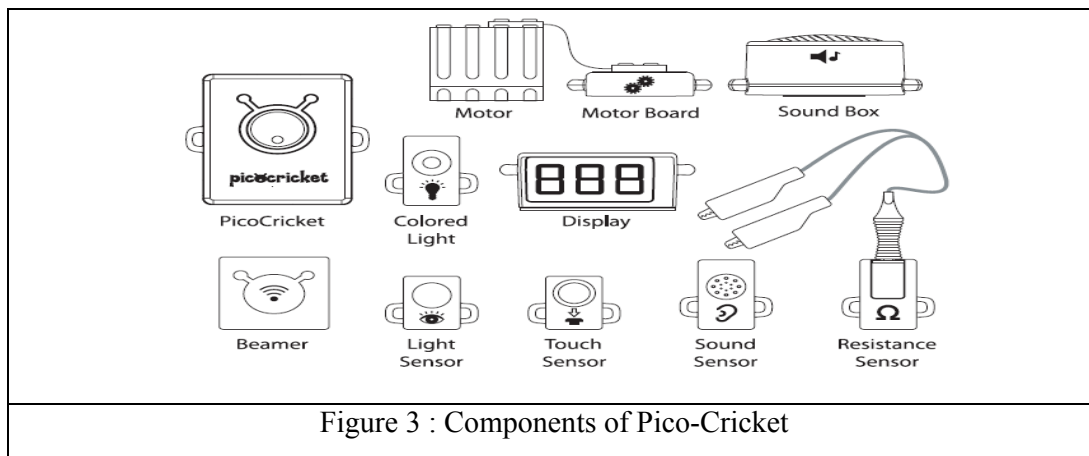 Motor
Motor Board
Sound Box
picocricket
PicoCricket
Colored
Light
888
Display
Beamer
Light
Sensor
Touch
Sensor
Sound
Sensor
Ω
Resistance
Sensor
Figure 3 : Components of Pico-Cricket